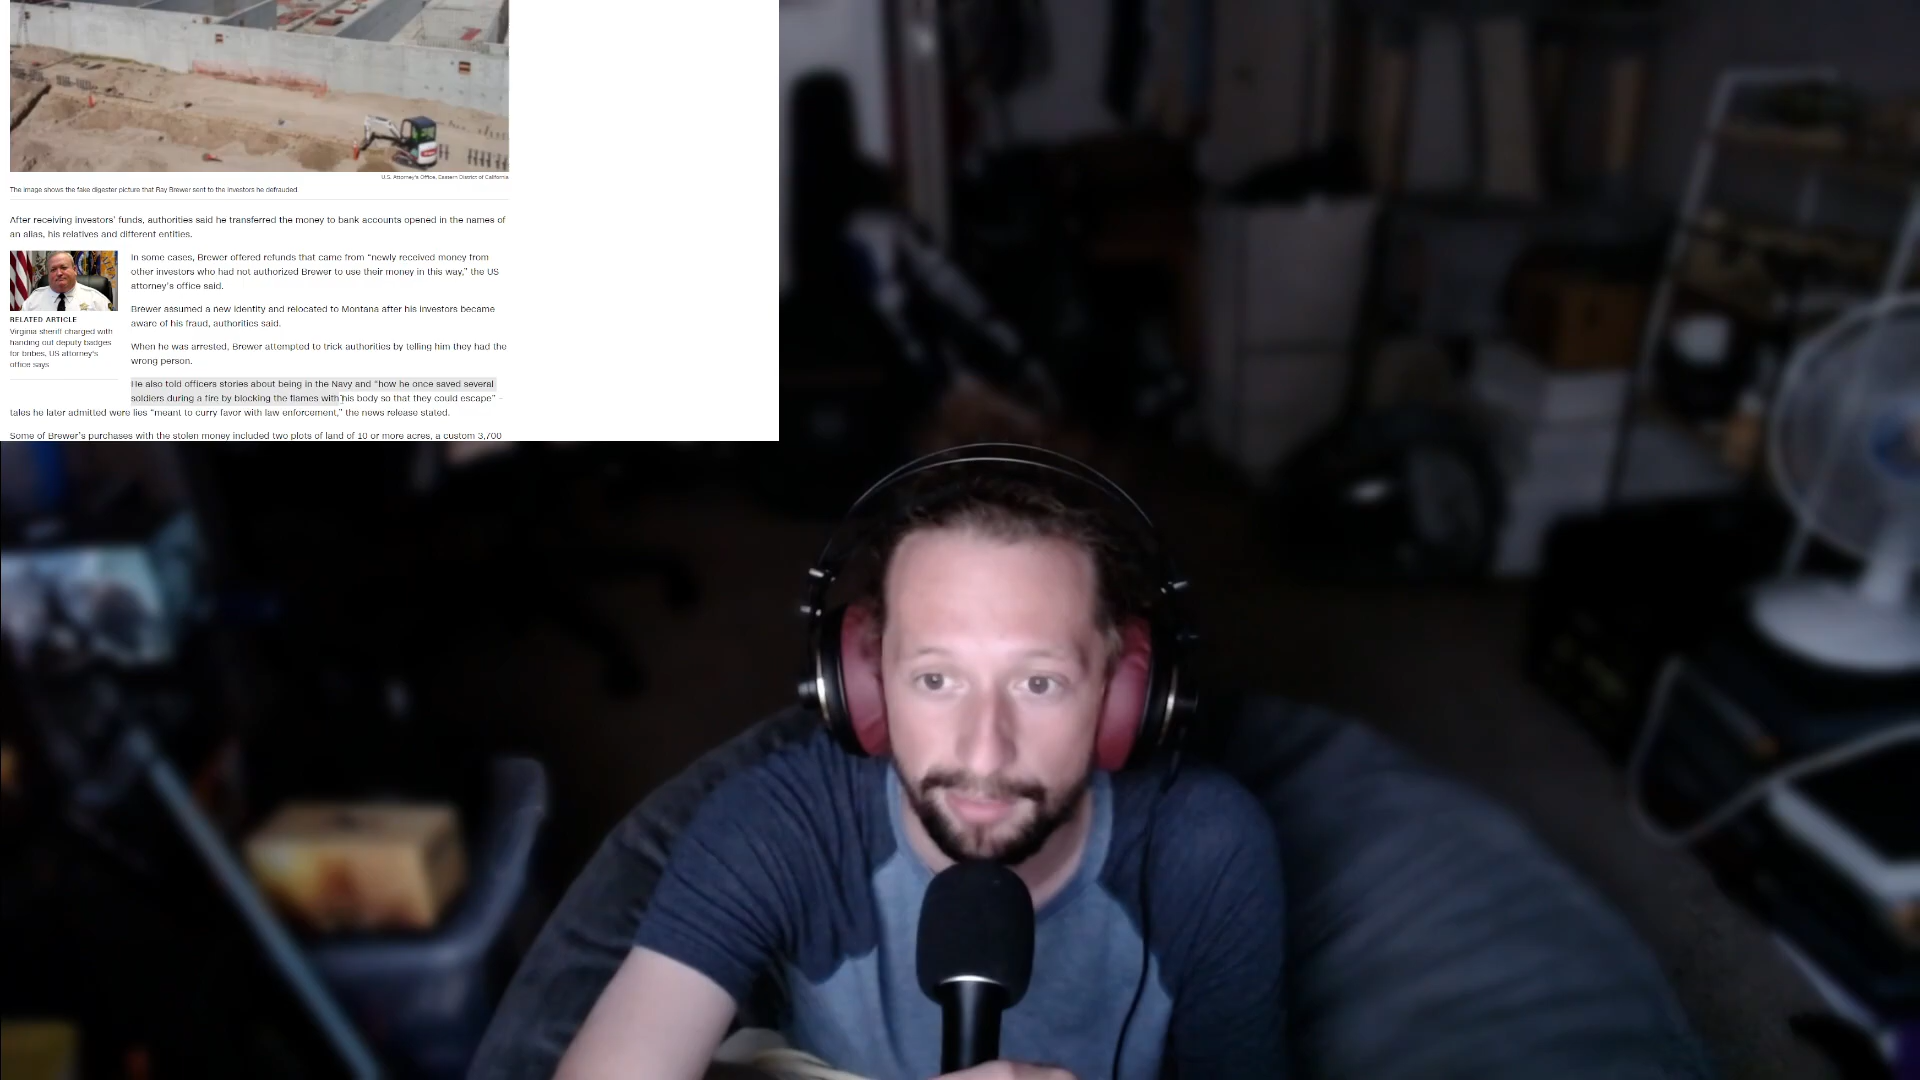 U.S. Attorney's Office, Eastern District of California
The image shows the fake digester picture that Ray Brewer sent to the investors he defrauded.
After receiving investors' funds, authorities said he transferred the money to bank accounts opened in the names of
an alias, his relatives and different entities.
In some cases, Brewer offered refunds that came from “newly received money from
other investors who had not authorized Brewer to use their money in this way,” the US
attorney's office said.
Brewer assumed a new identity and relocated to Montana after his investors became
aware of his fraud, authorities said.
When he was arrested, Brewer attempted to trick authorities by telling him they had the
wrong person.
RELATED ARTICLE
Virginia sheriff charged with
handing out deputy badges
for bribes, US attorney's
office says
He also told officers stories about being in the Navy and “how he once saved several
soldiers during a fire by blocking the flames with his body so that they could escape” –
tales he later admitted were lies “meant to curry favor with law enforcement,” the news release stated.
Some of Brewer's purchases with the stolen money included two plots of land of 10 or more acres, a custom 3,700